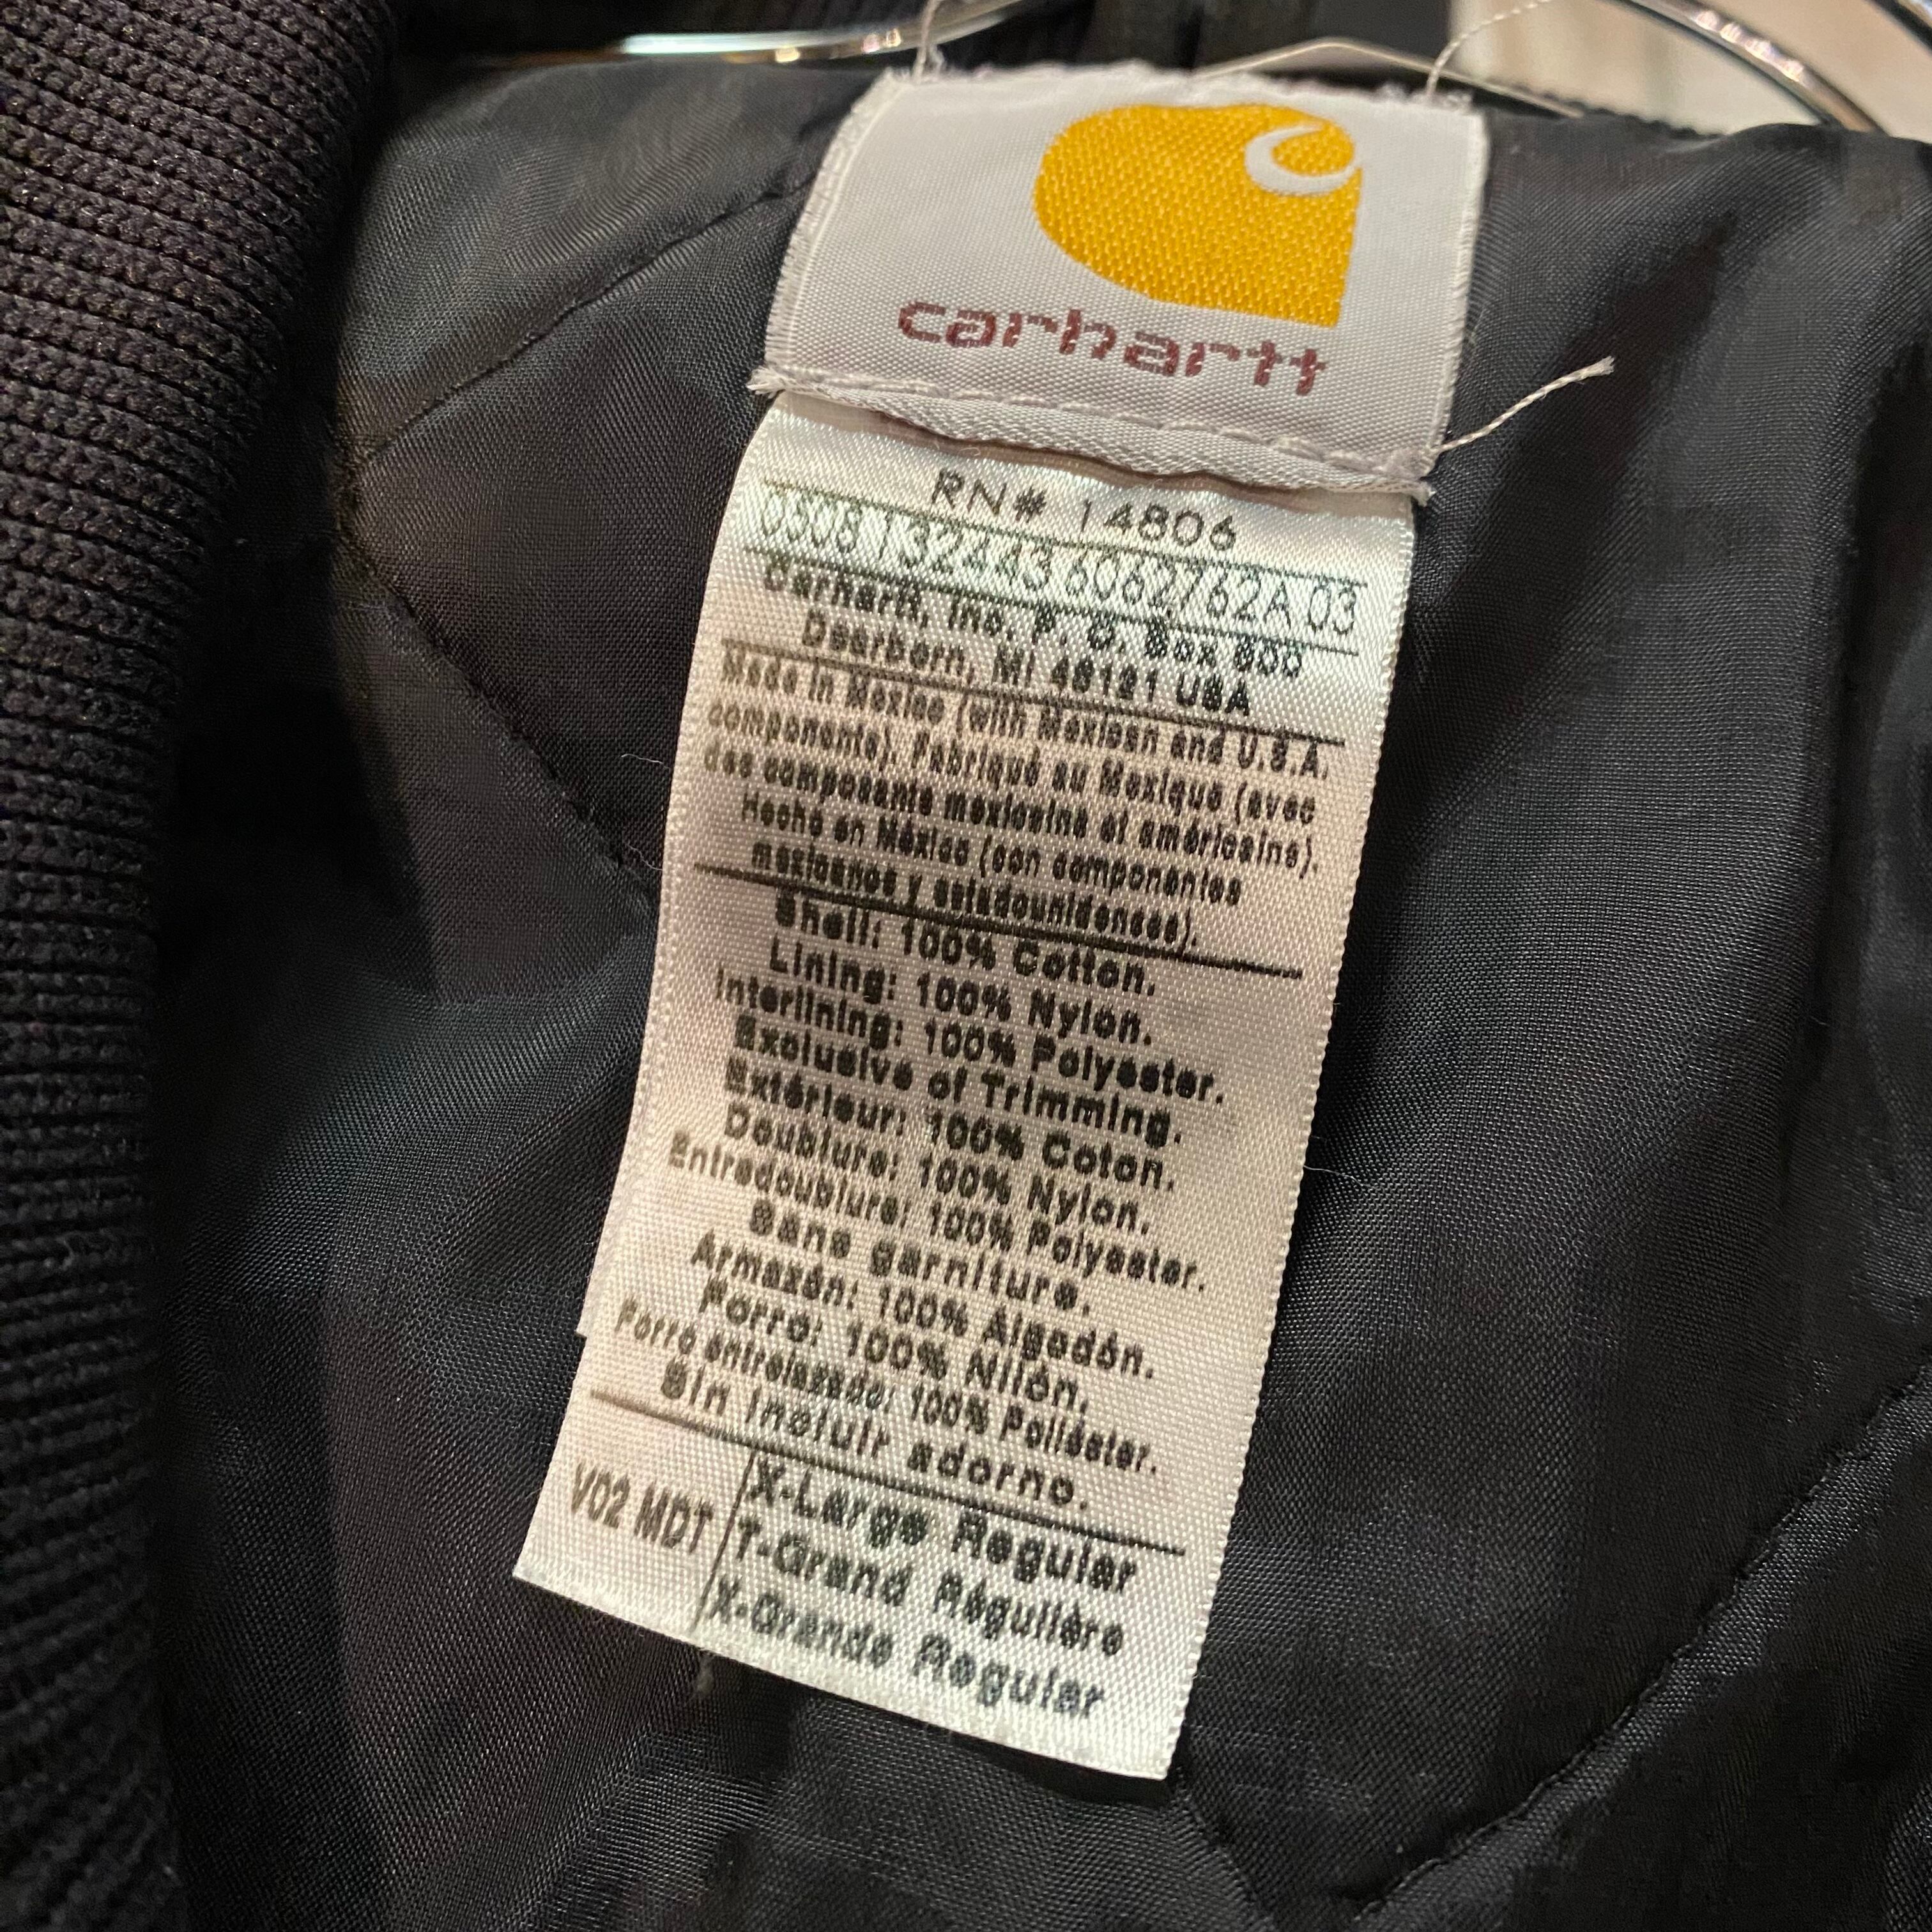 carhartt
RN# 14806
0508 132443 6062762A 03
Carhartt, Inc. P. O. Box 600
Dearborn, MI 48121 USA
Made in Mexico (with Mexican and U.S.A.
components). Fabriqué au Mexique (avec
des composants mexicains et américains).
Hecho en México (con componentes
mexicanos y estadounidenses).
Shell: 100% Cotton.
Lining: 100% Nylon.
Interlining: 100% Polyester.
Exclusive of Trimming.
Extérieur: 100% Coton.
Doublure: 100% Nylon.
Entredoublure: 100% Polyester.
Sans garniture.
Armazón: 100% Algodón.
Forro: 100% Nilón.
Forro entrelazado: 100% Poliéster.
Sin incluir adorno.
V02 MDT
X-Large Regular
T-Grand Régulière
X-Grande Regular